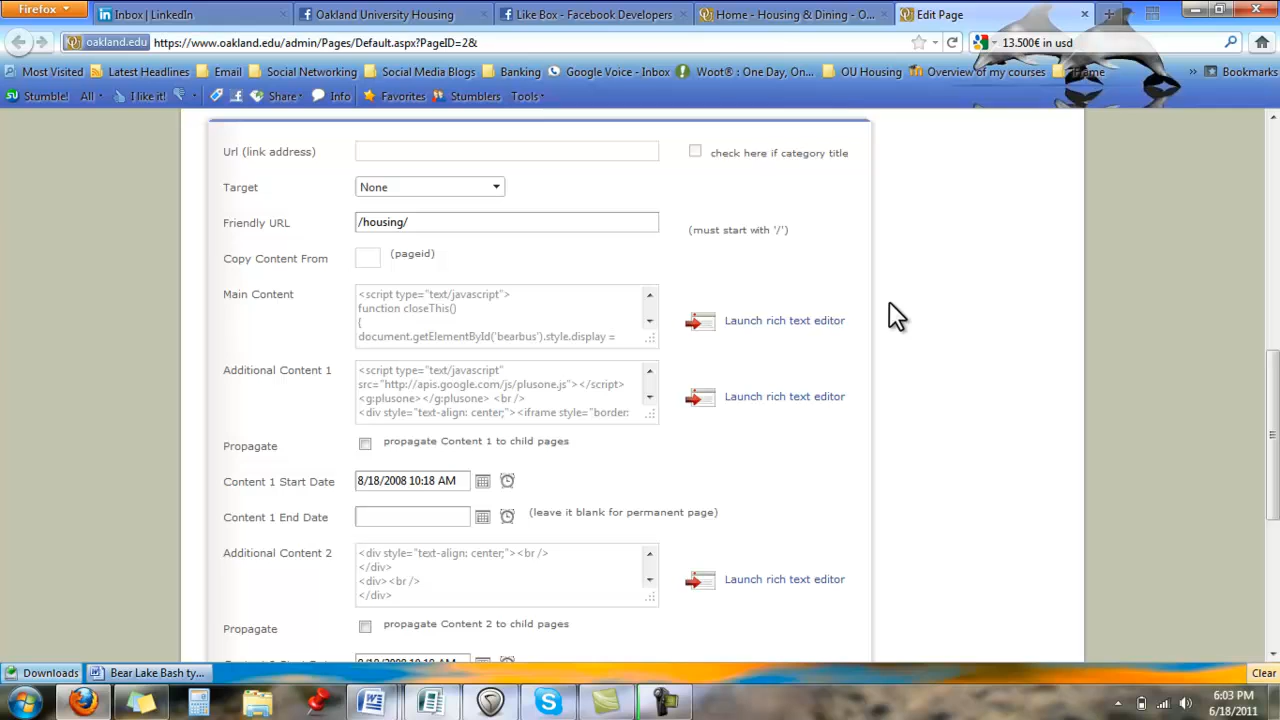 Firefox
Inbox | LinkedIn
Oakland University Housing
Like Box - Facebook Developers
Home - Housing & Dining - O...
Edit Page
oakland.edu
https://www.oakland.edu/admin/Pages/Default.aspx?PageID=2&
13.500€ in usd
Most Visited
Latest Headlines
Email
Social Networking
Social Media Blogs
Banking
Google Voice - Inbox
Woot® : One Day, On...
OU Housing
Overview of my courses
Home
»
Bookmarks
Stumble!
All
I like it!
Share
Info
Favorites
Stumblers
Tools
Url (link address)
check here if category title
Target
None
Friendly URL
/housing/
(must start with '/')
Copy Content From
(pageid)
Main Content
<script type="text/javascript">
function closeThis()
{
document.getElementById('bearbus').style.display =
Launch rich text editor
Additional Content 1
<script type="text/javascript"
src="http://apis.google.com/js/plusone.js"></script>
<g:plusone></g:plusone> <br />
<div style="text-align: center;"><iframe style="border:
Launch rich text editor
Propagate
propagate Content 1 to child pages
Content 1 Start Date
8/18/2008 10:18 AM
Content 1 End Date
(leave it blank for permanent page)
Additional Content 2
<div style="text-align: center;"><br />
</div>
<div><br />
</div>
Launch rich text editor
Propagate
propagate Content 2 to child pages
Downloads
Bear Lake Bash ty...
Clear
6:03 PM
6/18/2011